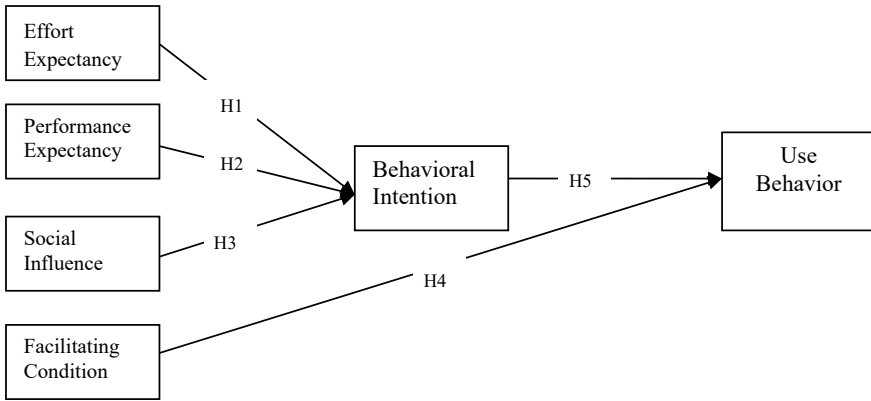 Effort
Expectancy
H1
Performance
Expectancy
H2
Behavioral
Intention
H5
Use
Behavior
Social
Influence
H3
H4
Facilitating
Condition